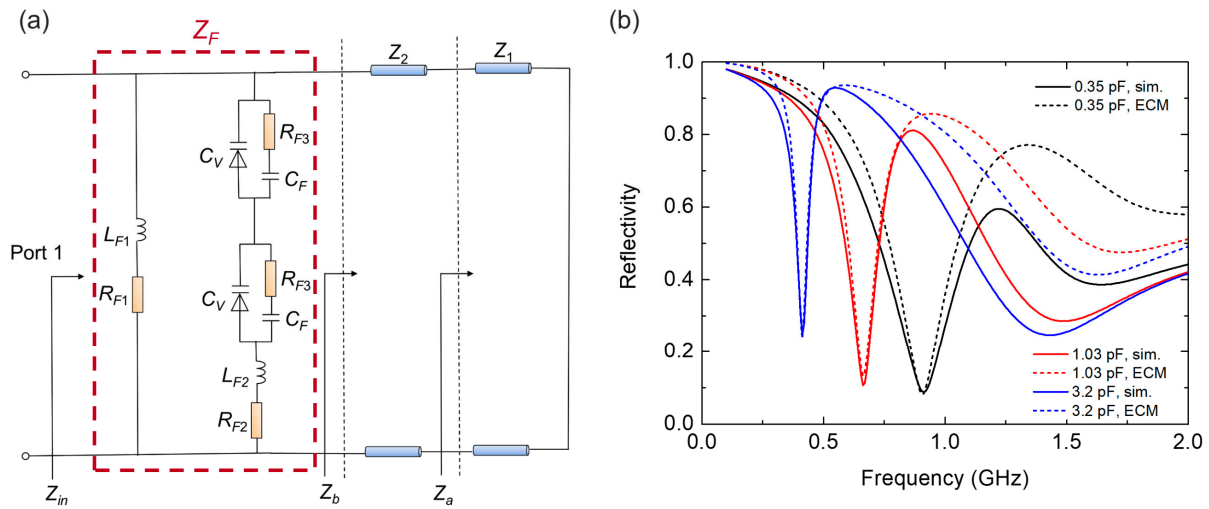 (a)
Z_F
Z_2
Z_1
R_F3
C_V
C_F
L_F1
Port 1
R_F3
R_F1
C_V
C_F
L_F2
R_F2
Z_in
Z_b
Z_a
(b)
1.0
0.8
0.6
0.4
0.2
0.0
Reflectivity
0.0
0.5
1.0
1.5
2.0
Frequency (GHz)
0.35 pF, sim.
0.35 pF, ECM
1.03 pF, sim.
1.03 pF, ECM
3.2 pF, sim.
3.2 pF, ECM